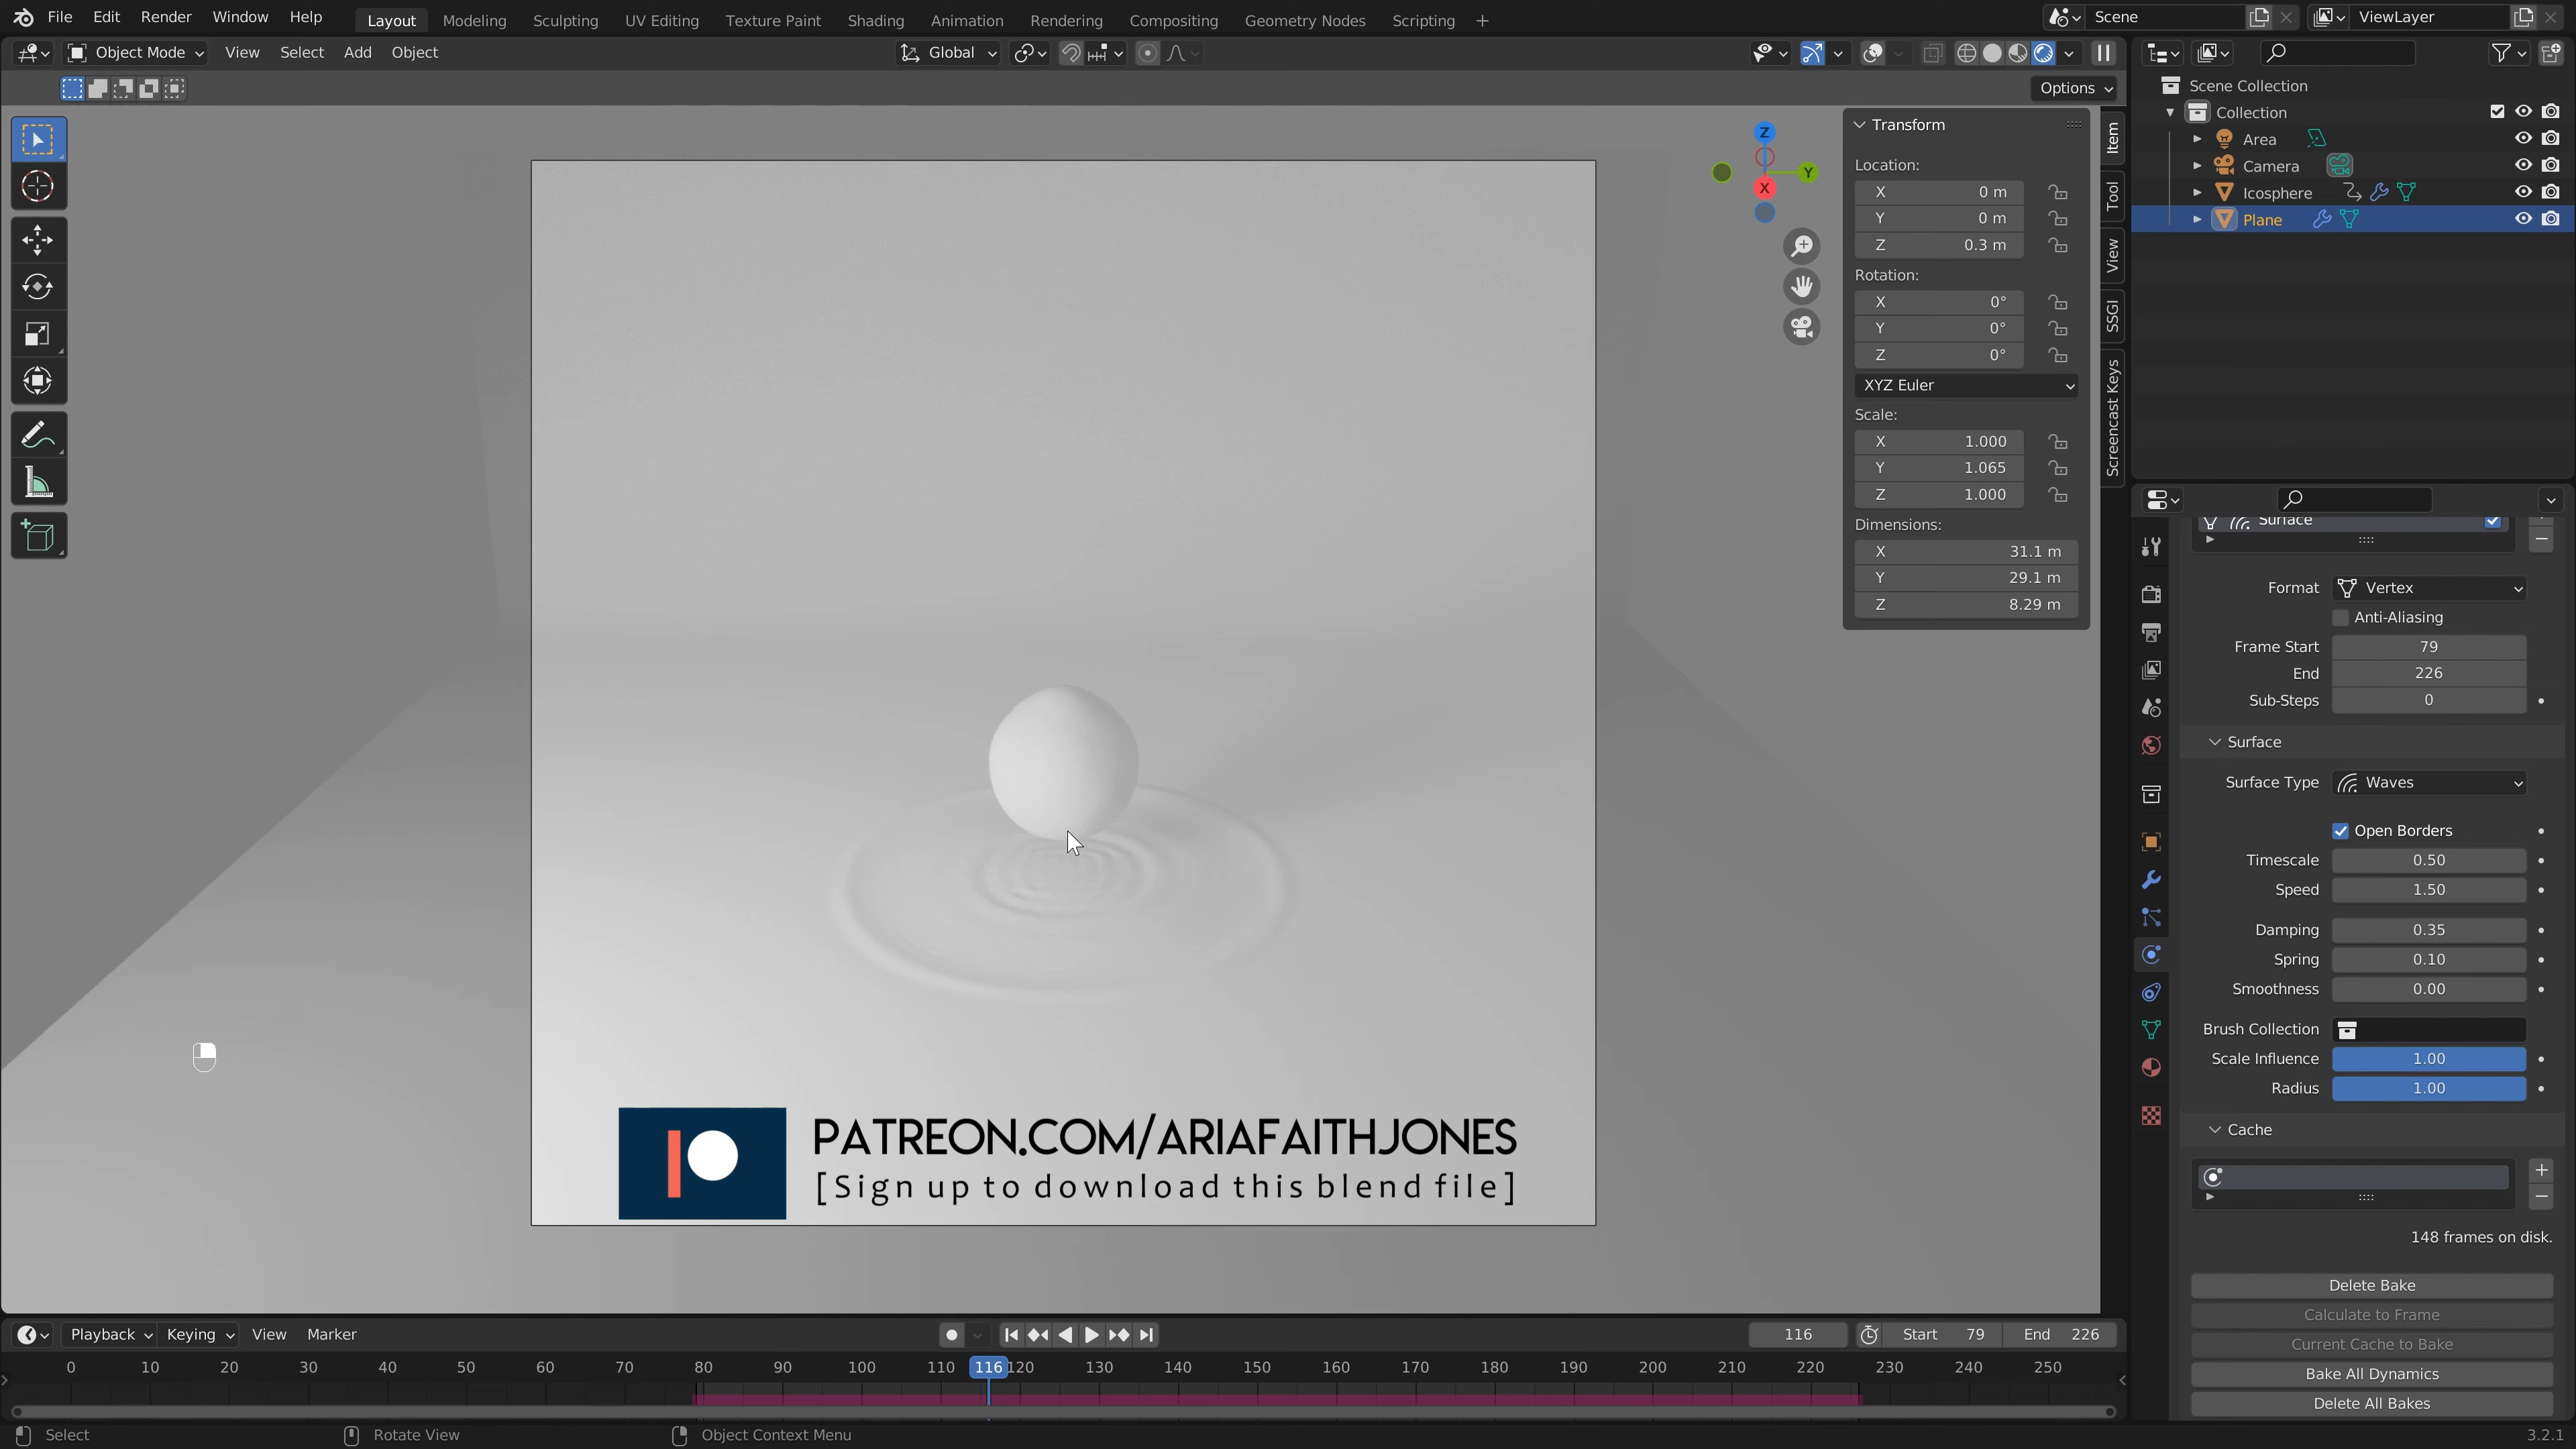 File Edit Render Window Help Layout Modeling Sculpting UV Editing Texture Paint Shading Animation Rendering Compositing Geometry Nodes Scripting + Scene ViewLayer
Object Mode View Select Add Object Global
Options
Scene Collection
Collection
Area
Camera
Icosphere
Plane
Z
Y
X
Transform
Location:
X 0 m
Y 0 m
Z 0.3 m
Rotation:
X 0°
Y 0°
Z 0°
XYZ Euler
Scale:
X 1.000
Y 1.065
Z 1.000
Dimensions:
X 31.1 m
Y 29.1 m
Z 8.29 m
Item
Tool
View
SSGI
Screencast Keys
Surface
Format Vertex
Anti-Aliasing
Frame Start 79
End 226
Sub-Steps 0
Surface
Surface Type Waves
Open Borders
Timescale 0.50
Speed 1.50
Damping 0.35
Spring 0.10
Smoothness 0.00
Brush Collection
Scale Influence 1.00
Radius 1.00
Cache
148 frames on disk.
Delete Bake
Calculate to Frame
Current Cache to Bake
Bake All Dynamics
Delete All Bakes
PATREON.COM/ARIAFAITHJONES
[Sign up to download this blend file]
Playback Keying View Marker 116 Start 79 End 226
0 10 20 30 40 50 60 70 80 90 100 110 116 120 130 140 150 160 170 180 190 200 210 220 230 240 250
Select Rotate View Object Context Menu 3.2.1